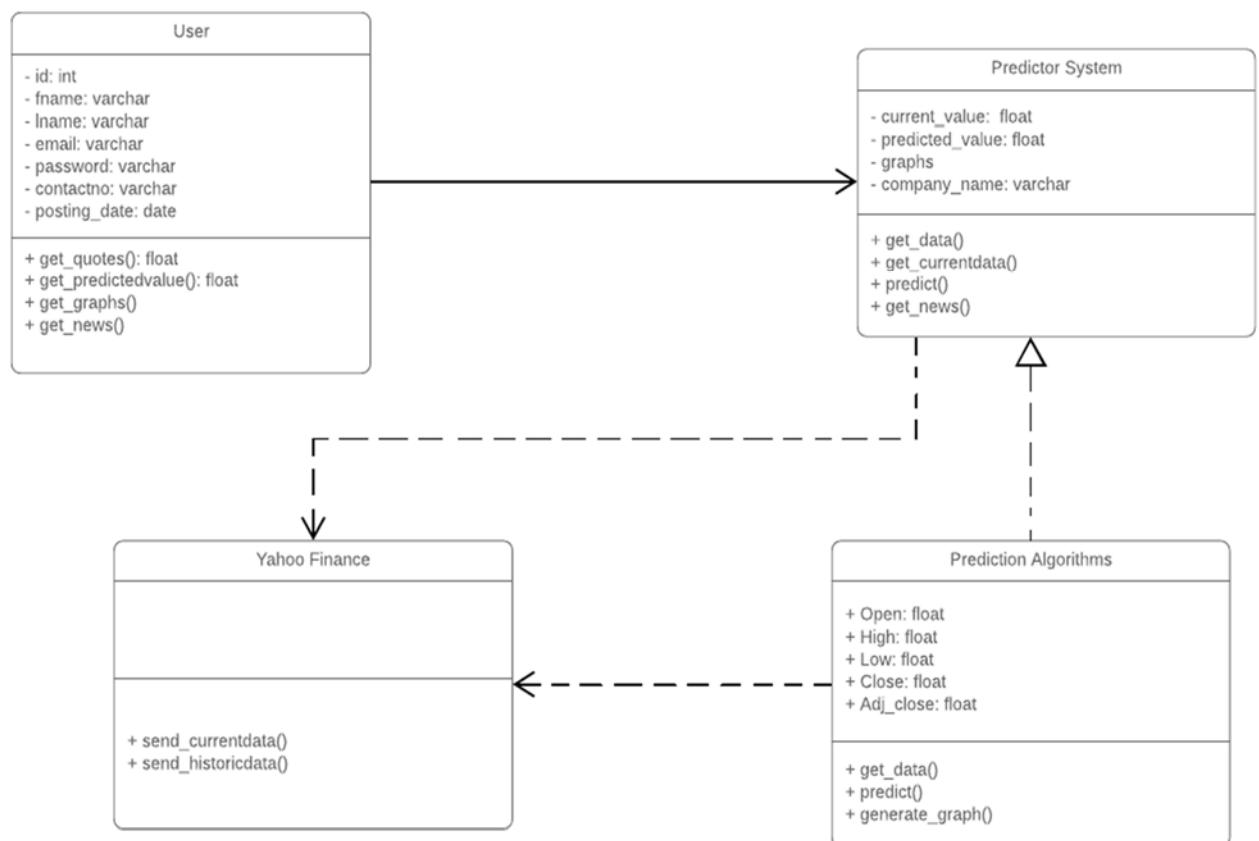 User
- id: int
- fname: varchar
- lname: varchar
- email: varchar
- password: varchar
- contactno: varchar
- posting_date: date
+ get_quotes(): float
+ get_predictedvalue(): float
+ get_graphs()
+ get_news()
Predictor System
- current_value: float
- predicted_value: float
- graphs
- company_name: varchar
+ get_data()
+ get_currentdata()
+ predict()
+ get_news()
Yahoo Finance
+ send_currentdata()
+ send_historicdata()
Prediction Algorithms
+ Open: float
+ High: float
+ Low: float
+ Close: float
+ Adj_close: float
+ get_data()
+ predict()
+ generate_graph()